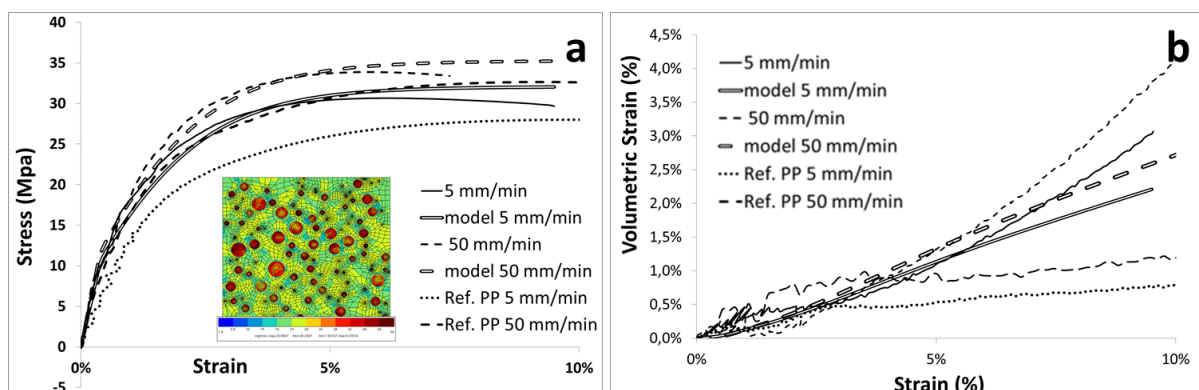 40
35
30
25
20
15
10
5
0
-5
Stress (Mpa)
a
5 mm/min
model 5 mm/min
50 mm/min
model 50 mm/min
Ref. PP 5 mm/min
Ref. PP 50 mm/min
0%
Strain
5%
10%
4,5%
4,0%
3,5%
3,0%
2,5%
2,0%
1,5%
1,0%
0,5%
0,0%
Volumetric Strain (%)
b
5 mm/min
model 5 mm/min
50 mm/min
model 50 mm/min
Ref. PP 5 mm/min
Ref. PP 50 mm/min
0%
5%
10%
Strain (%)